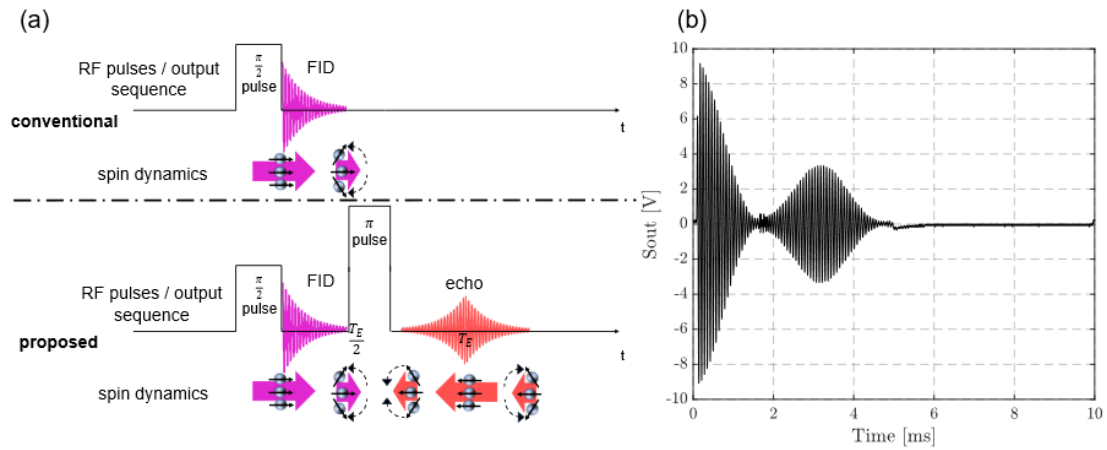 (a)
RF pulses / output
sequence
π/2
pulse
FID
conventional
t
spin dynamics
π
pulse
RF pulses / output
sequence
π/2
pulse
FID
T_E/2
echo
T_E
proposed
t
spin dynamics
(b)
10
8
6
4
2
0
-2
-4
-6
-8
-10
Sout [V]
0 2 4 6 8 10
Time [ms]